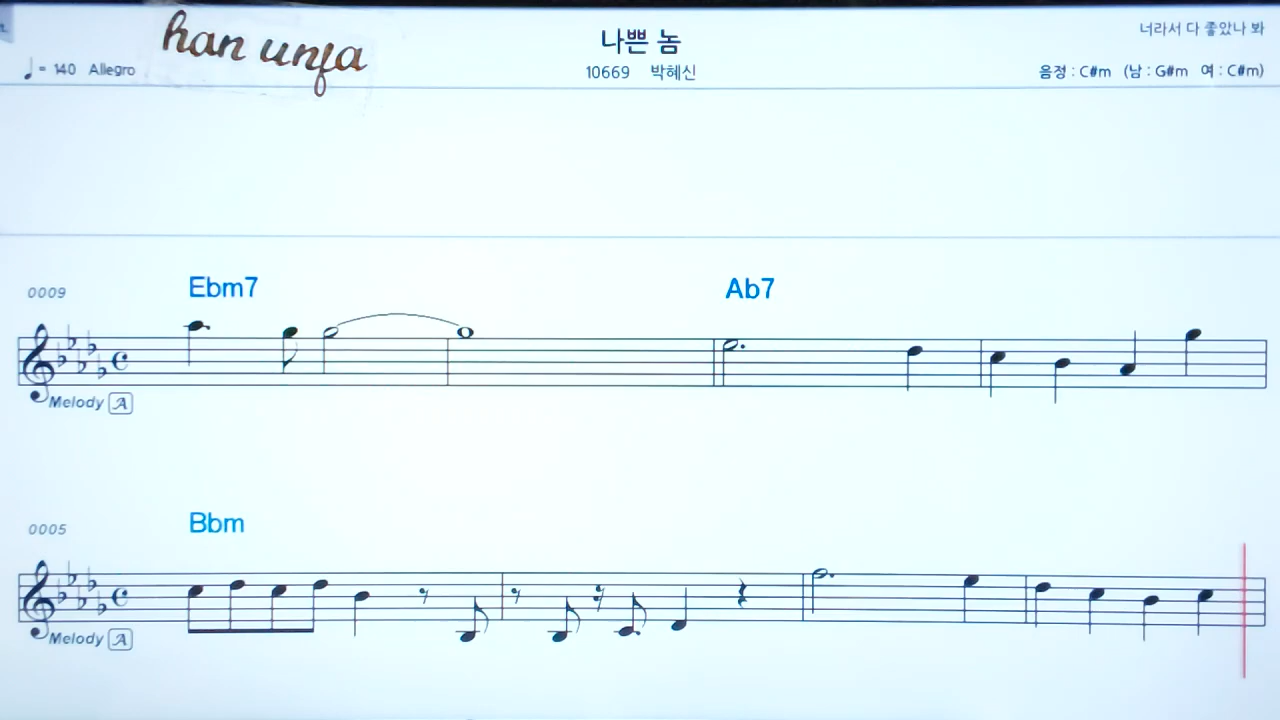 han unfa
나쁜 놈
너라서 다 좋았나 봐
♩= 140 Allegro
10669 박혜신
음정 : C#m (남 : G#m 여 : C#m)
0009
Ebm7
Ab7
Melody A
0005
Bbm
Melody A